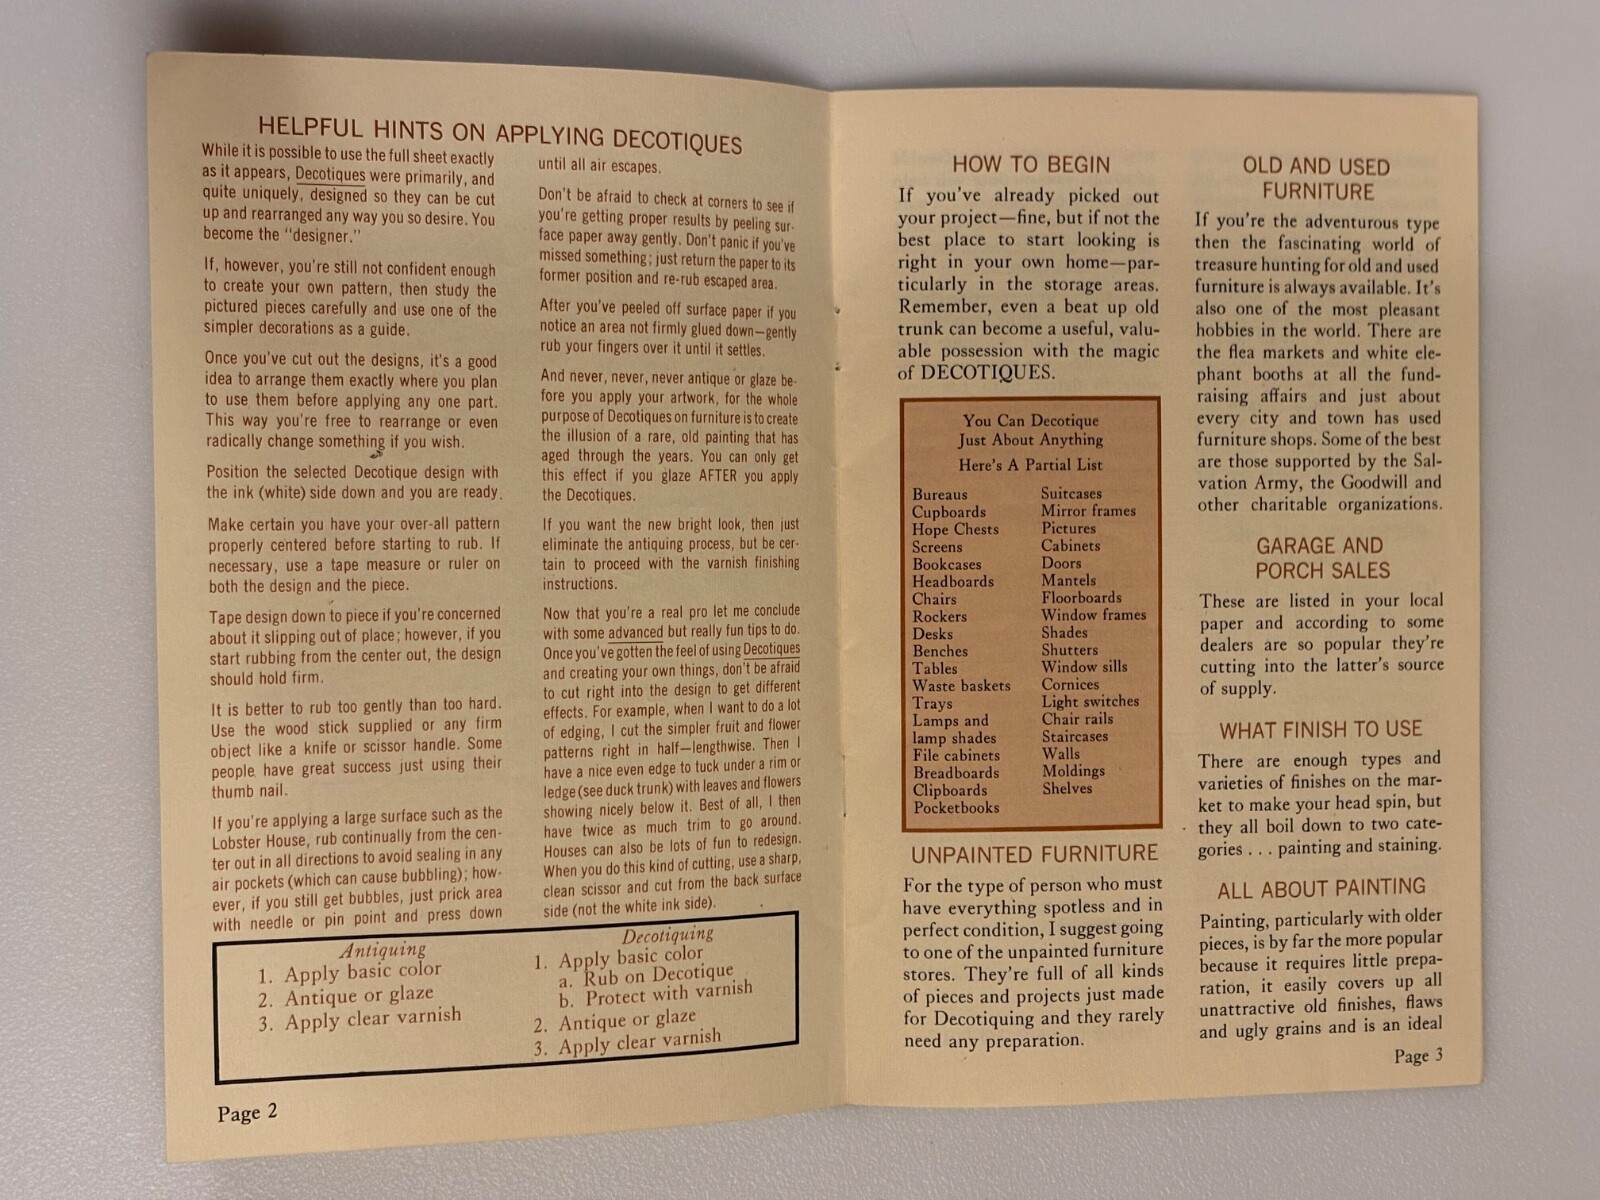 HELPFUL HINTS ON APPLYING DECOTIQUES
While it is possible to use the full sheet exactly
as it appears, Decotiques were primarily, and
quite uniquely, designed so they can be cut
up and rearranged any way you so desire. You
become the "designer."
If, however, you're still not confident enough
to create your own pattern, then study the
pictured pieces carefully and use one of the
simpler decorations as a guide.
Once you've cut out the designs, it's a good
idea to arrange them exactly where you plan
to use them before applying any one part.
This way you're free to rearrange or even
radically change something if you wish.
Position the selected Decotique design with
the ink (white) side down and you are ready.
Make certain you have your over-all pattern
properly centered before starting to rub. If
necessary, use a tape measure or ruler on
both the design and the piece.
Tape design down to piece if you're concerned
about it slipping out of place; however, if you
start rubbing from the center out, the design
should hold firm.
It is better to rub too gently than too hard.
Use the wood stick supplied or any firm
object like a knife or scissor handle. Some
people have great success just using their
thumb nail.
If you're applying a large surface such as the
Lobster House, rub continually from the cen-
ter out in all directions to avoid sealing in any
air pockets (which can cause bubbling); how-
ever, if you still get bubbles, just prick area
with needle or pin point and press down
until all air escapes.
Don't be afraid to check at corners to see if
you're getting proper results by peeling sur-
face paper away gently. Don't panic if you've
missed something; just return the paper to its
former position and re-rub escaped area.
After you've peeled off surface paper if you
notice an area not firmly glued down—gently
rub your fingers over it until it settles.
And never, never, never antique or glaze be-
fore you apply your artwork, for the whole
purpose of Decotiques on furniture is to create
the illusion of a rare, old painting that has
aged through the years. You can only get
this effect if you glaze AFTER you apply
the Decotiques.
If you want the new bright look, then just
eliminate the antiquing process, but be cer-
tain to proceed with the varnish finishing
instructions.
Now that you're a real pro let me conclude
with some advanced but really fun tips to do.
Once you've gotten the feel of using Decotiques
and creating your own things, don't be afraid
to cut right into the design to get different
effects. For example, when I want to do a lot
of edging, I cut the simpler fruit and flower
patterns right in half—lengthwise. Then I
have a nice even edge to tuck under a rim or
ledge (see duck trunk) with leaves and flowers
showing nicely below it. Best of all, I then
have twice as much trim to go around.
Houses can also be lots of fun to redesign.
When you do this kind of cutting, use a sharp,
clean scissor and cut from the back surface
side (not the white ink side).
Antiquing
1. Apply basic color
2. Antique or glaze
3. Apply clear varnish
Decotiquing
1. Apply basic color
a. Rub on Decotique
b. Protect with varnish
2. Antique or glaze
3. Apply clear varnish
Page 2
HOW TO BEGIN
If you've already picked out
your project—fine, but if not the
best place to start looking is
right in your own home—par-
ticularly in the storage areas.
Remember, even a beat up old
trunk can become a useful, valu-
able possession with the magic
of DECOTIQUES.
You Can Decotique
Just About Anything
Here's A Partial List
Bureaus
Cupboards
Hope Chests
Screens
Bookcases
Headboards
Chairs
Rockers
Desks
Benches
Tables
Waste baskets
Trays
Lamps and
lamp shades
File cabinets
Breadboards
Clipboards
Pocketbooks
Suitcases
Mirror frames
Pictures
Cabinets
Doors
Mantels
Floorboards
Window frames
Shades
Shutters
Window sills
Cornices
Light switches
Chair rails
Staircases
Walls
Moldings
Shelves
UNPAINTED FURNITURE
For the type of person who must
have everything spotless and in
perfect condition, I suggest going
to one of the unpainted furniture
stores. They're full of all kinds
of pieces and projects just made
for Decotiquing and they rarely
need any preparation.
OLD AND USED
FURNITURE
If you're the adventurous type
then the fascinating world of
treasure hunting for old and used
furniture is always available. It's
also one of the most pleasant
hobbies in the world. There are
the flea markets and white ele-
phant booths at all the fund-
raising affairs and just about
every city and town has used
furniture shops. Some of the best
are those supported by the Sal-
vation Army, the Goodwill and
other charitable organizations.
GARAGE AND
PORCH SALES
These are listed in your local
paper and according to some
dealers are so popular they're
cutting into the latter's source
of supply.
WHAT FINISH TO USE
There are enough types and
varieties of finishes on the mar-
ket to make your head spin, but
they all boil down to two cate-
gories . . . painting and staining.
ALL ABOUT PAINTING
Painting, particularly with older
pieces, is by far the more popular
because it requires little prepa-
ration, it easily covers up all
unattractive old finishes, flaws
and ugly grains and is an ideal
Page 3